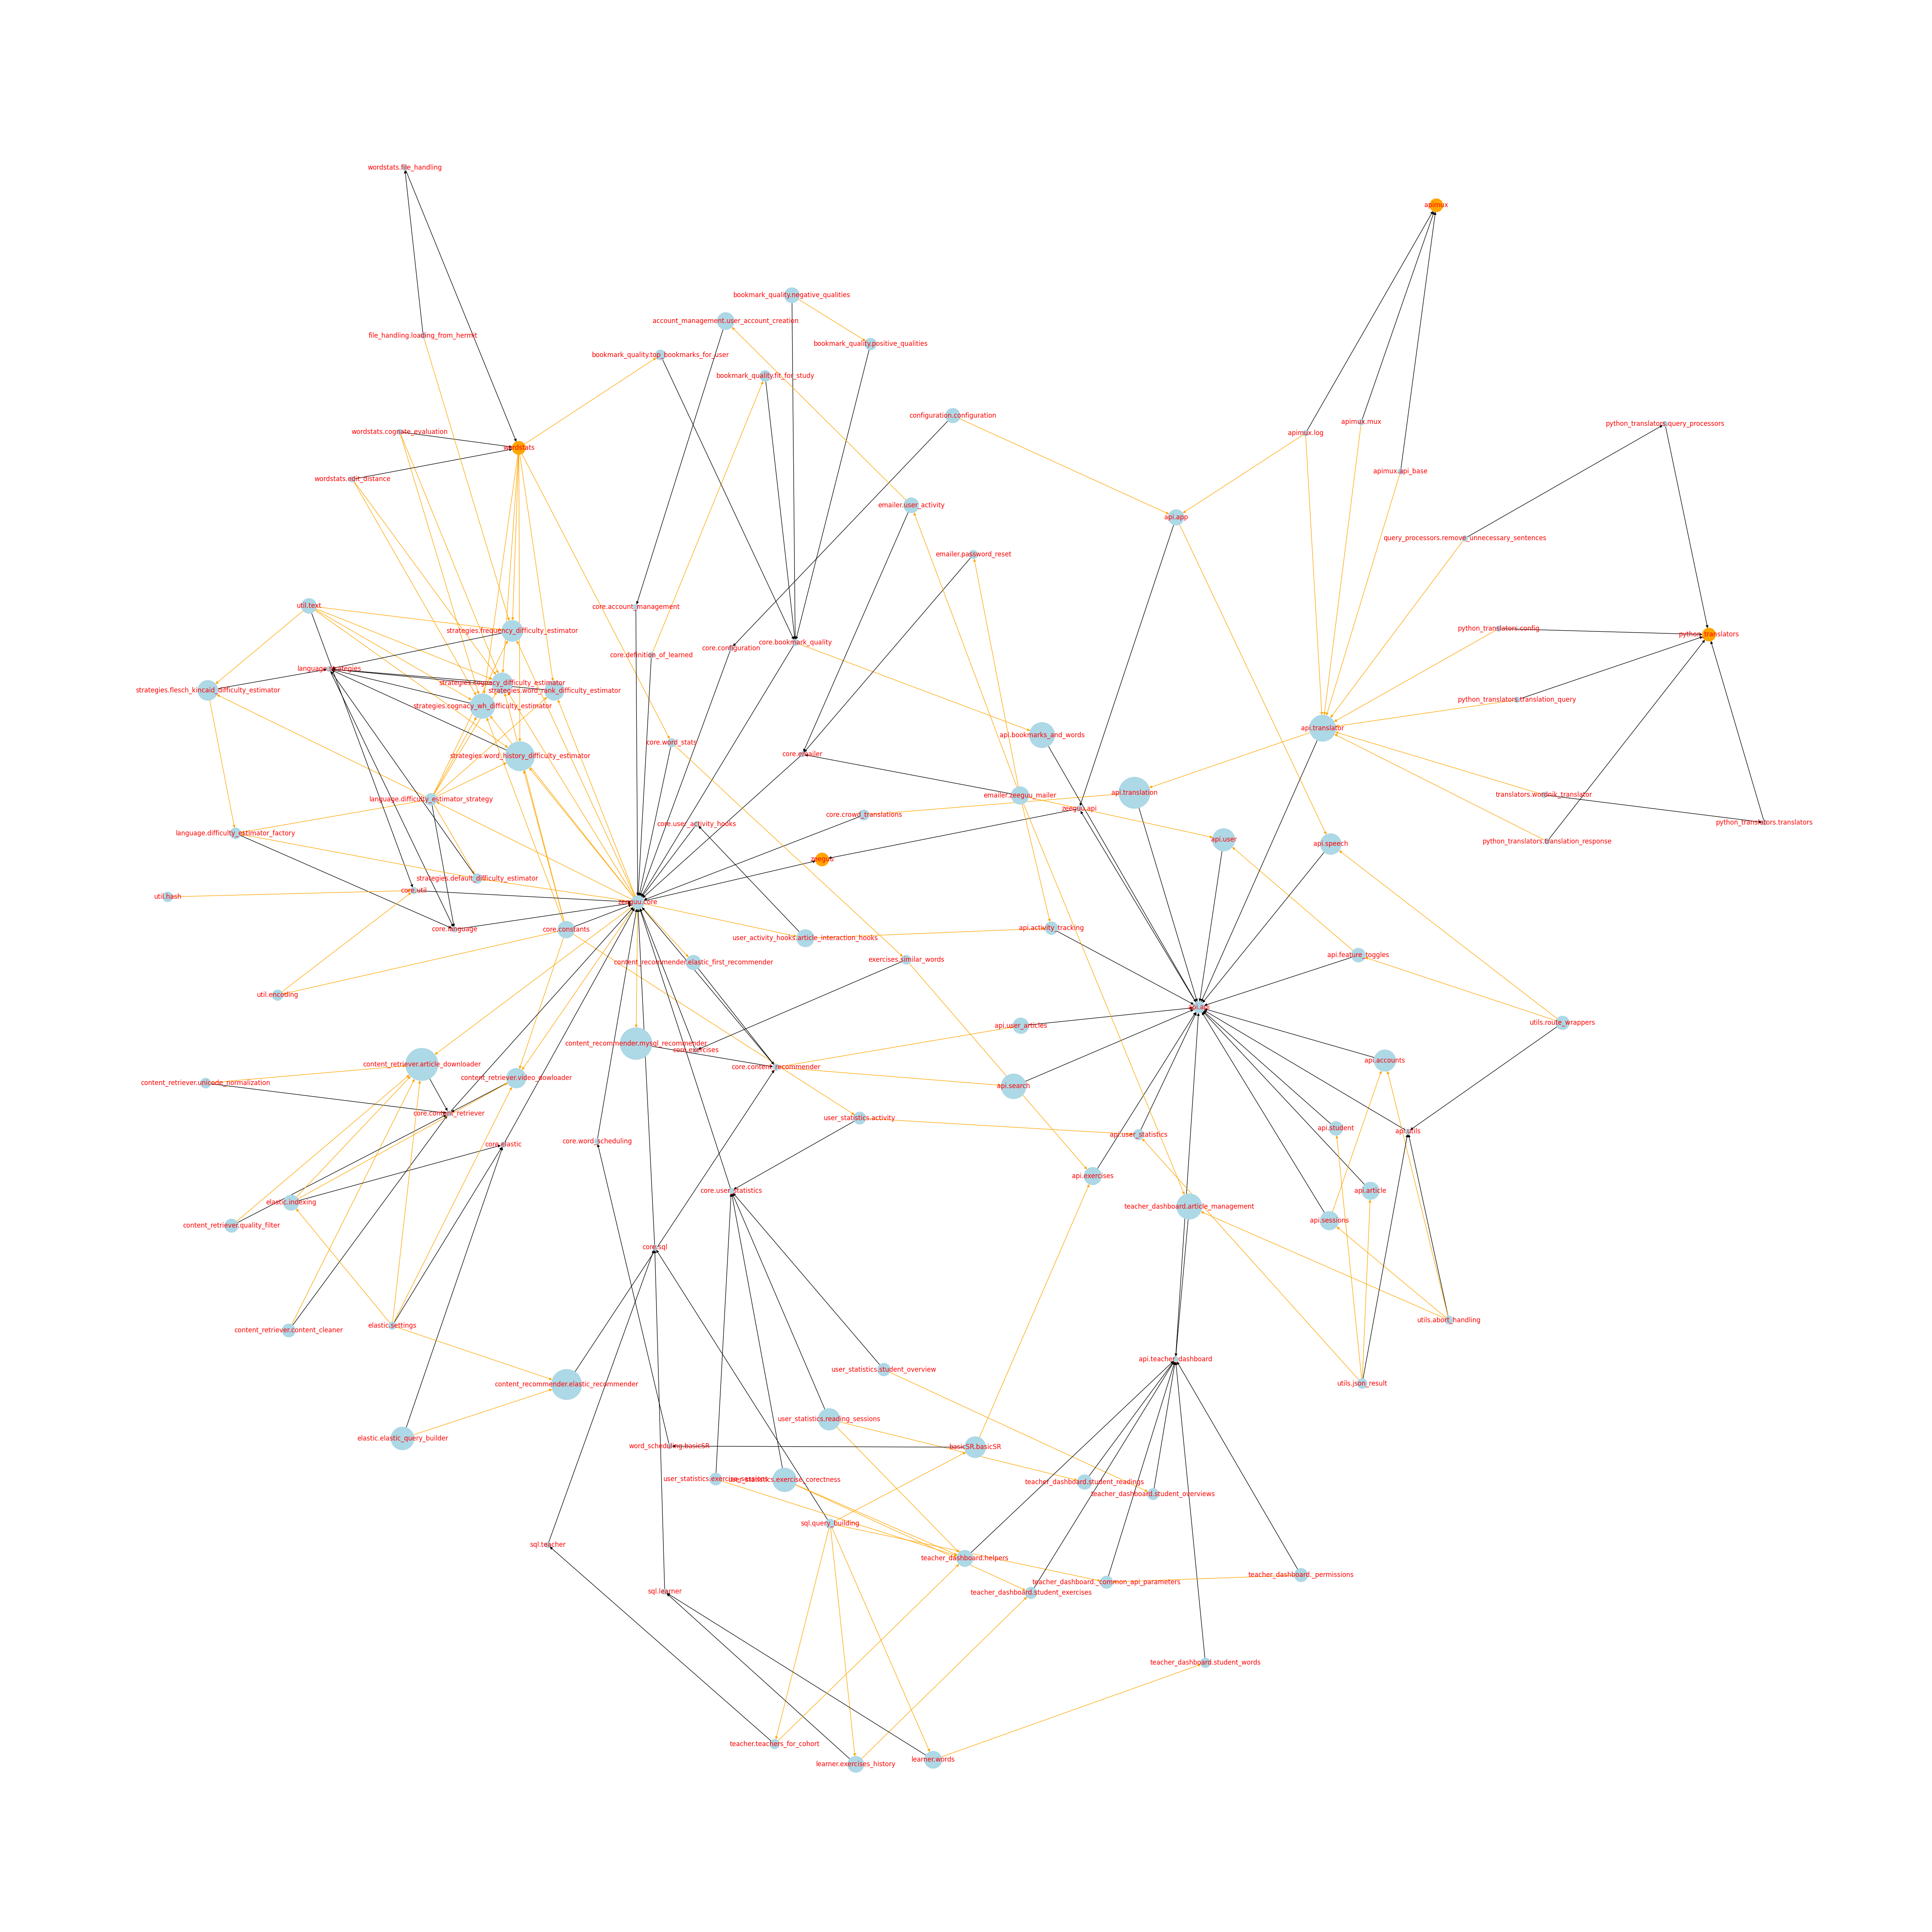 wordstats.file_handling
apimux
bookmark_quality.negative_qualities
account_management.user_account_creation
file_handling.loading_from_hermit
bookmark_quality.positive_qualities
bookmark_quality.top_bookmarks_for_user
bookmark_quality.fit_for_study
configuration.configuration
apimux.mux
python_translators.query_processors
wordstats.cognate_evaluation
apimux.log
wordstats
apimux.api_base
wordstats.edit_distance
emailer.user_activity
api.app
query_processors.remove_unnecessary_sentences
emailer.password_reset
util.text
core.account_management
strategies.frequency_difficulty_estimator
python_translators.config
python_translators
core.bookmark_quality
core.configuration
core.definition_of_learned
language.strategies
strategies.cognacy_difficulty_estimator
strategies.flesch_kincaid_difficulty_estimator
strategies.word_rank_difficulty_estimator
python_translators.translation_query
strategies.cognacy_wh_difficulty_estimator
api.translator
api.bookmarks_and_words
core.word_stats
core.emailer
strategies.word_history_difficulty_estimator
api.translation
emailer.zeeguu_mailer
translators.wordnik_translator
language.difficulty_estimator_strategy
zeeguu.api
core.crowd_translations
core.user_activity_hooks
python_translators.translators
language.difficulty_estimator_factory
api.user
python_translators.translation_response
api.speech
zeeguu
strategies.default_difficulty_estimator
core.util
util.hash
zeeguu.core
core.language
core.constants
api.activity_tracking
user_activity_hooks.article_interaction_hooks
api.feature_toggles
exercises.similar_words
content_recommender.elastic_first_recommender
util.encoding
api.api
utils.route_wrappers
api.user_articles
content_recommender.mysql_recommender
core.exercises
api.accounts
content_retriever.article_downloader
core.content_recommender
content_retriever.video_dowloader
content_retriever.unicode_normalization
api.search
core.content_retriever
user_statistics.activity
api.student
api.utils
api.user_statistics
core.word_scheduling
core.elastic
api.exercises
core.user_statistics
api.article
elastic.indexing
teacher_dashboard.article_management
api.sessions
content_retriever.quality_filter
core.sql
utils.abort_handling
elastic.settings
content_retriever.content_cleaner
api.teacher_dashboard
user_statistics.student_overview
utils.json_result
content_recommender.elastic_recommender
user_statistics.reading_sessions
elastic.elastic_query_builder
word_scheduling.basicSR
basicSR.basicSR
user_statistics.exercise_sessions
user_statistics.exercise_corectness
teacher_dashboard.student_readings
teacher_dashboard.student_overviews
sql.query_building
sql.teacher
teacher_dashboard.helpers
teacher_dashboard._permissions
teacher_dashboard._common_api_parameters
sql.learner
teacher_dashboard.student_exercises
teacher_dashboard.student_words
teacher.teachers_for_cohort
learner.words
learner.exercises_history